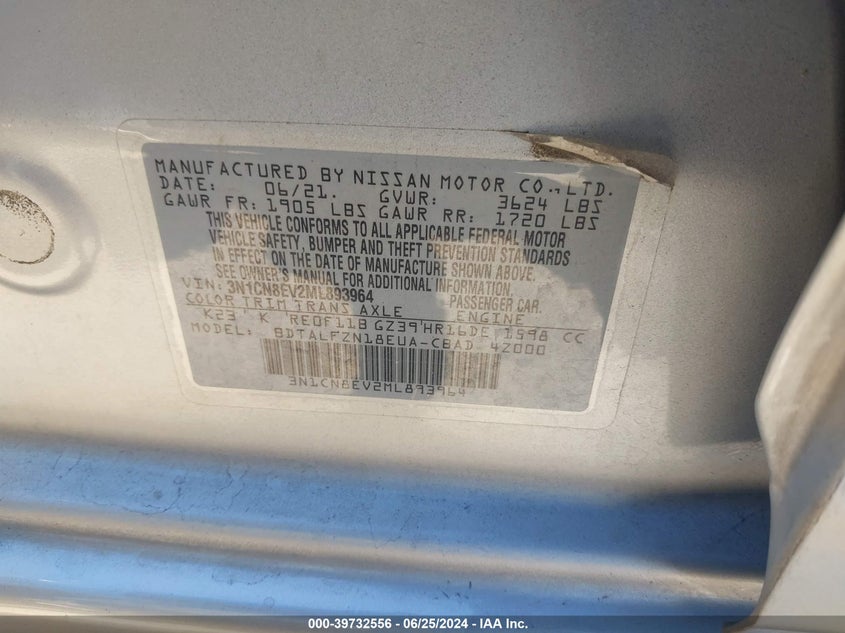 MANUFACTURED BY NISSAN MOTOR CO., LTD.
DATE: 06/21. GVWR: 3624 LBS
GAWR FR: 1905 LBS GAWR RR: 1720 LBS
THIS VEHICLE CONFORMS TO ALL APPLICABLE FEDERAL MOTOR
VEHICLE SAFETY, BUMPER AND THEFT PREVENTION STANDARDS
IN EFFECT ON THE DATE OF MANUFACTURE SHOWN ABOVE.
SEE OWNER'S MANUAL FOR ADDITIONAL INFORMATION.
VIN: 3N1CN8EV2ML893964 PASSENGER CAR.
COLOR TRIM TRANS AXLE ENGINE
K23 K RE0F11B GZ39 HR16DE 1598 CC
MODEL: BDTALFZN18EUA-CBAD 42000
3N1CN8EV2ML893964
000-39732556 / 06/25/2024 - IAA Inc.